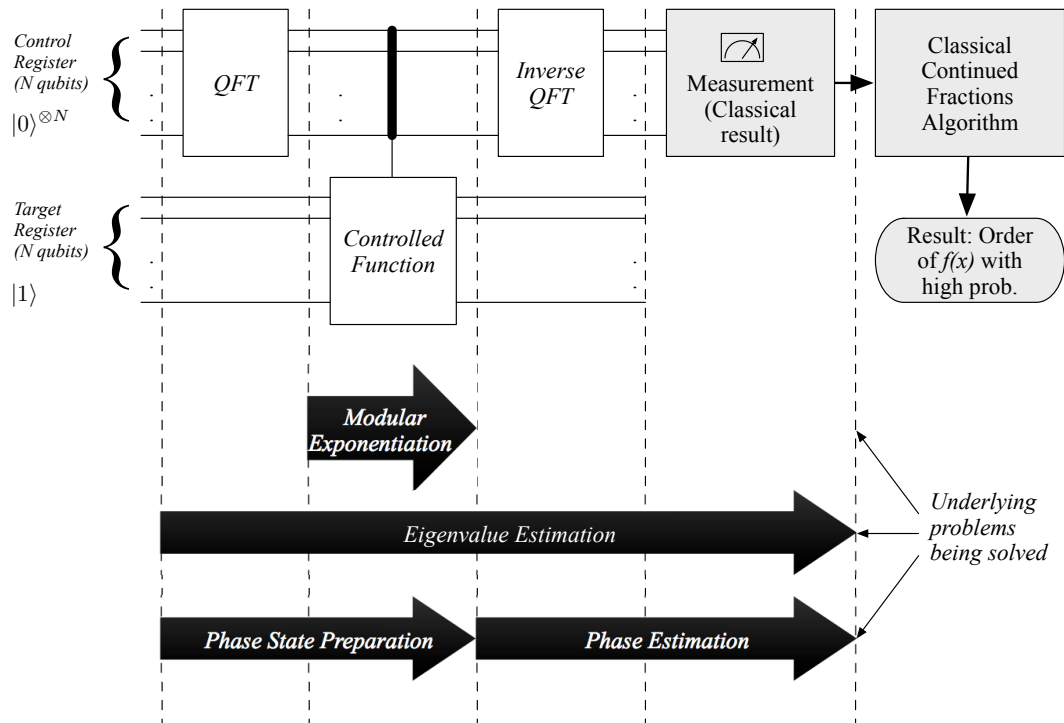 Control
Register
(N qubits)
|0⟩⊗N
QFT
Inverse
QFT
Measurement
(Classical
result)
Classical
Continued
Fractions
Algorithm
Target
Register
(N qubits)
|1⟩
Controlled
Function
Result: Order
of f(x) with
high prob.
Modular
Exponentiation
Eigenvalue Estimation
Underlying
problems
being solved
Phase State Preparation
Phase Estimation